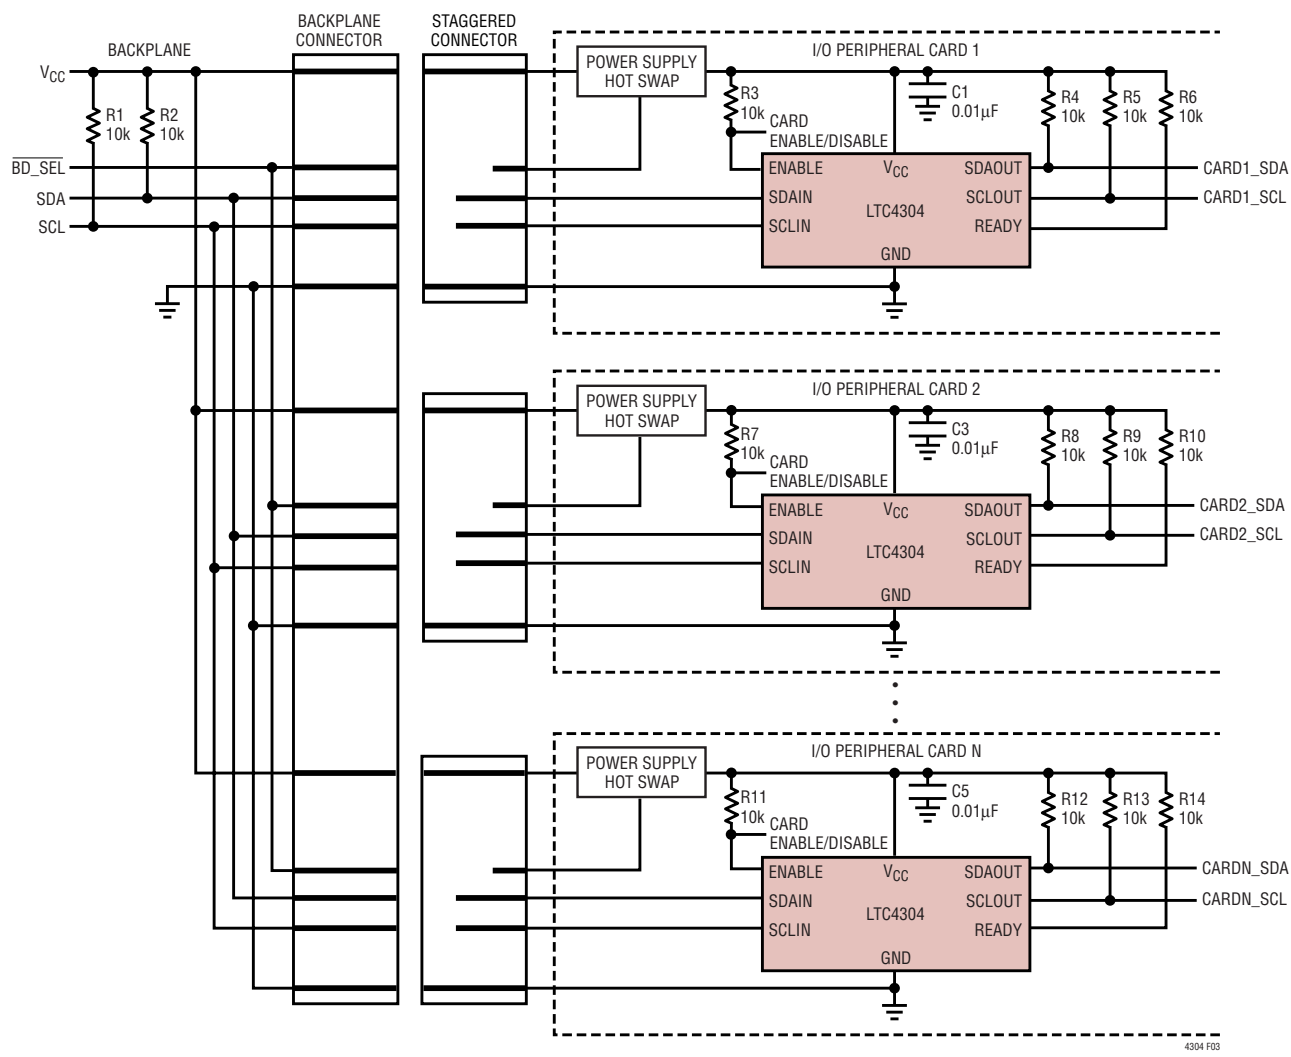 BACKPLANE
BACKPLANE
CONNECTOR
STAGGERED
CONNECTOR
VCC
R1
10k
R2
10k
BD_SEL
SDA
SCL
I/O PERIPHERAL CARD 1
POWER SUPPLY
HOT SWAP
R3
10k
CARD
ENABLE/DISABLE
C1
0.01μF
R4
10k
R5
10k
R6
10k
ENABLE
VCC
SDAOUT
CARD1_SDA
SDAIN
LTC4304
SCLOUT
CARD1_SCL
SCLIN
READY
GND
I/O PERIPHERAL CARD 2
POWER SUPPLY
HOT SWAP
R7
10k
CARD
ENABLE/DISABLE
C3
0.01μF
R8
10k
R9
10k
R10
10k
ENABLE
VCC
SDAOUT
CARD2_SDA
SDAIN
LTC4304
SCLOUT
CARD2_SCL
SCLIN
READY
GND
I/O PERIPHERAL CARD N
POWER SUPPLY
HOT SWAP
R11
10k
CARD
ENABLE/DISABLE
C5
0.01μF
R12
10k
R13
10k
R14
10k
ENABLE
VCC
SDAOUT
CARDN_SDA
SDAIN
LTC4304
SCLOUT
CARDN_SCL
SCLIN
READY
GND
4304 F03